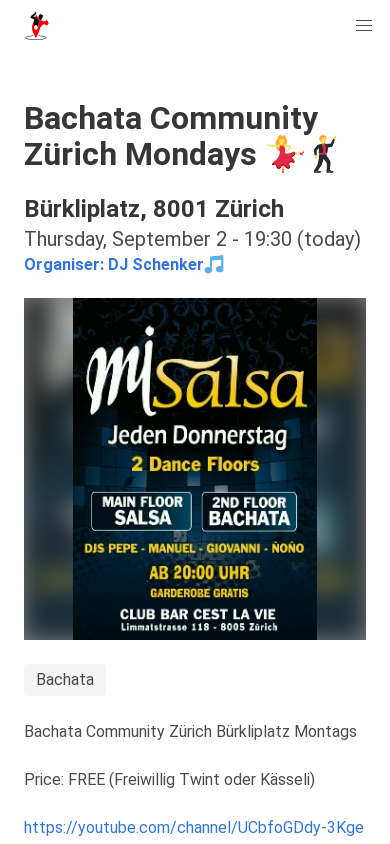 Bachata Community
Zürich Mondays 💃🕺
Bürkliplatz, 8001 Zürich
Thursday, September 2 - 19:30 (today)
Organiser: DJ Schenker🎵
mi Salsa
Jeden Donnerstag
2 Dance Floors
MAIN FLOOR 2ND FLOOR
SALSA BACHATA
DJS PEPE - MANUEL - GIOVANNI - ÑOÑO
AB 20:00 UHR
GARDEROBE GRATIS
CLUB BAR CEST LA VIE
Limmatstrasse 118 - 8005 Zürich
Bachata
Bachata Community Zürich Bürkliplatz Montags
Price: FREE (Freiwillig Twint oder Kässeli)
https://youtube.com/channel/UCbfoGDdy-3Kge